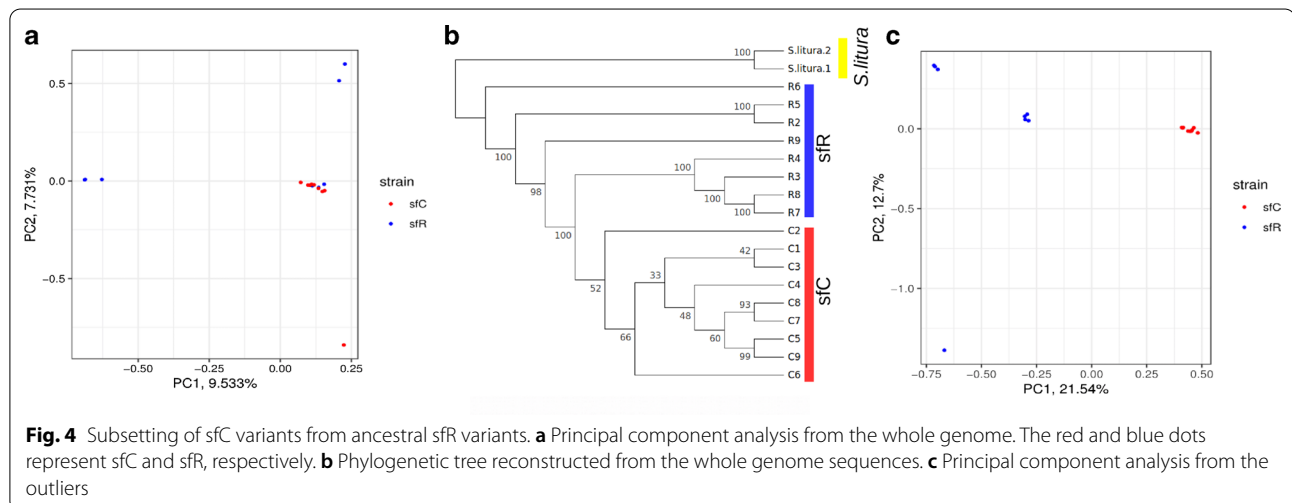 a
0.5
0.0
−0.5
PC2, 7.731%
−0.50
−0.25
0.00
0.25
PC1, 9.533%
strain
sfC
sfR
b
S.litura.2
100
S.litura.1
S.litura
R6
R5
100
R2
100
R9
98
R4
100
R3
100
R8
100
R7
sfR
100
C2
52
C1
42
C3
33
C4
48
C8
93
C7
60
C5
99
C9
66
C6
sfC
c
0.0
−0.5
−1.0
PC2, 12.7%
−0.75
−0.50
−0.25
0.00
0.25
0.50
PC1, 21.54%
strain
sfC
sfR
Fig. 4 Subsetting of sfC variants from ancestral sfR variants. a Principal component analysis from the whole genome. The red and blue dots
represent sfC and sfR, respectively. b Phylogenetic tree reconstructed from the whole genome sequences. c Principal component analysis from the
outliers